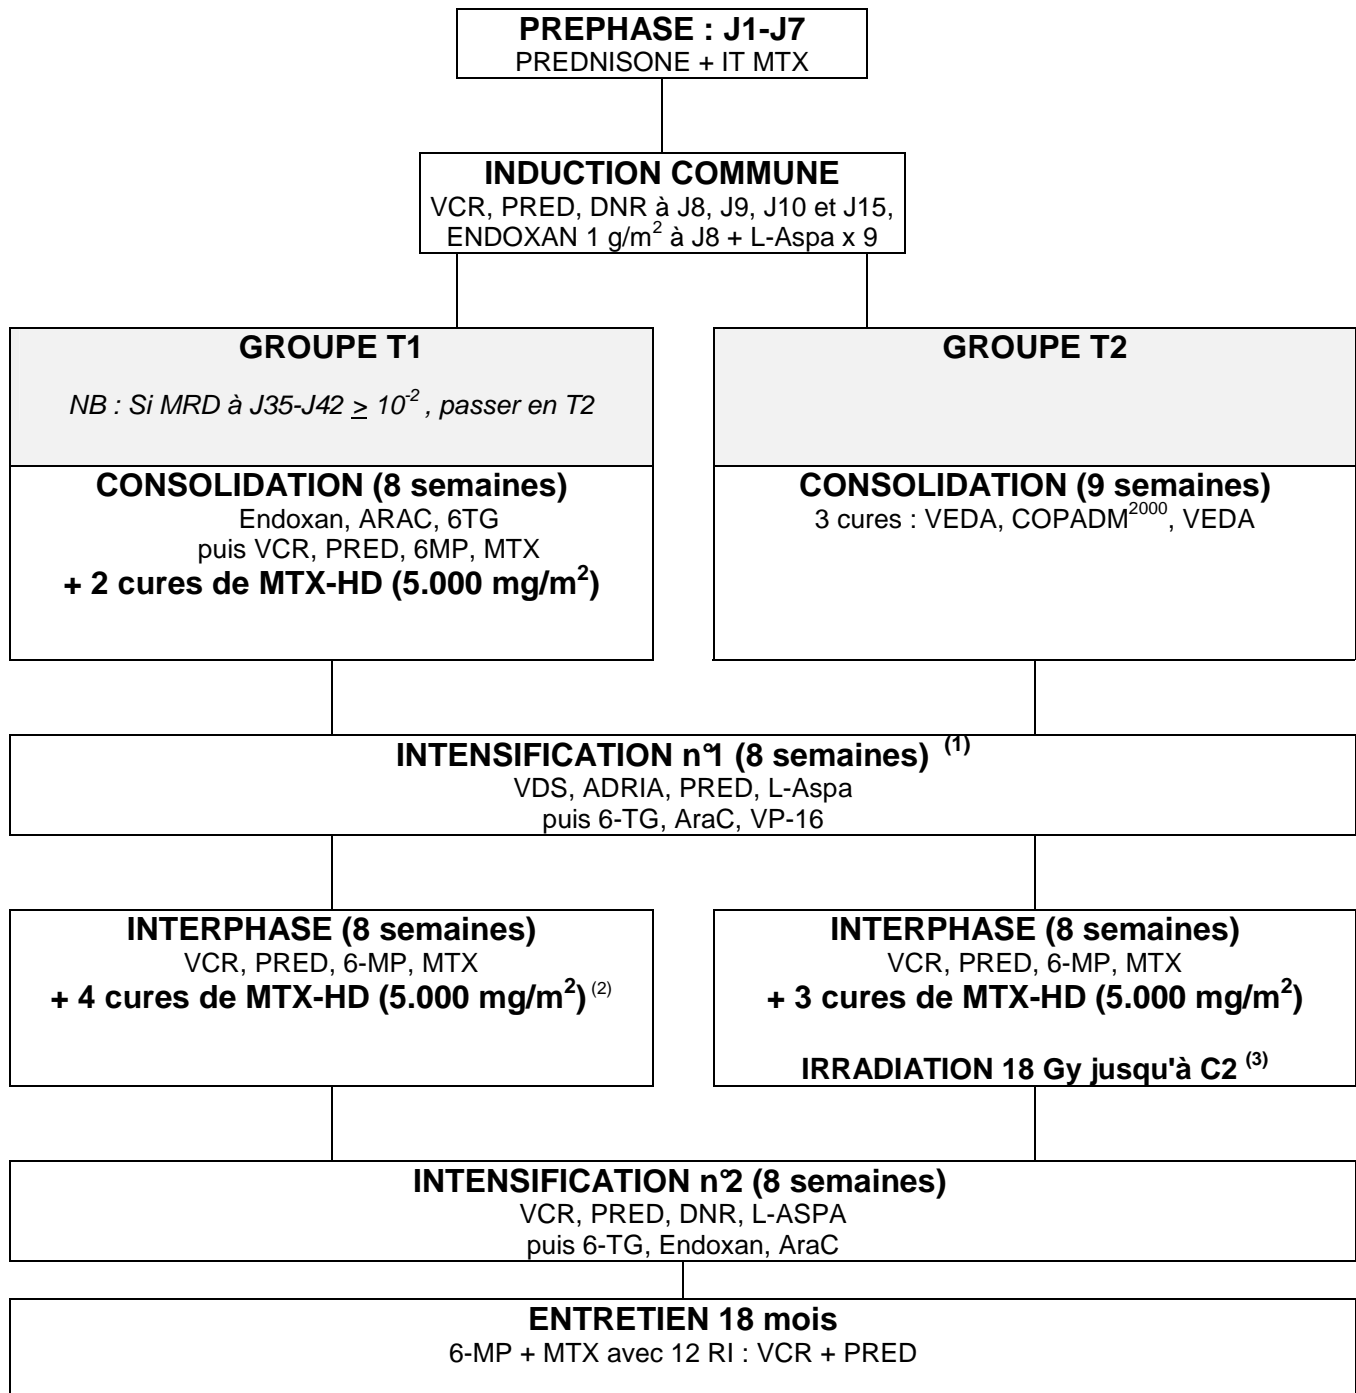 PREPHASE : J1-J7
PREDNISONE + IT MTX
INDUCTION COMMUNE
VCR, PRED, DNR à J8, J9, J10 et J15,
ENDOXAN 1 g/m² à J8 + L-Aspa x 9
GROUPE T1
NB : Si MRD à J35-J42 ≥ 10⁻² , passer en T2
CONSOLIDATION (8 semaines)
Endoxan, ARAC, 6TG
puis VCR, PRED, 6MP, MTX
+ 2 cures de MTX-HD (5.000 mg/m²)
GROUPE T2
CONSOLIDATION (9 semaines)
3 cures : VEDA, COPADM²⁰⁰⁰, VEDA
INTENSIFICATION n°1 (8 semaines) (1)
VDS, ADRIA, PRED, L-Aspa
puis 6-TG, AraC, VP-16
INTERPHASE (8 semaines)
VCR, PRED, 6-MP, MTX
+ 4 cures de MTX-HD (5.000 mg/m²) (2)
INTERPHASE (8 semaines)
VCR, PRED, 6-MP, MTX
+ 3 cures de MTX-HD (5.000 mg/m²)
IRRADIATION 18 Gy jusqu'à C2 (3)
INTENSIFICATION n°2 (8 semaines)
VCR, PRED, DNR, L-ASPA
puis 6-TG, Endoxan, AraC
ENTRETIEN 18 mois
6-MP + MTX avec 12 RI : VCR + PRED